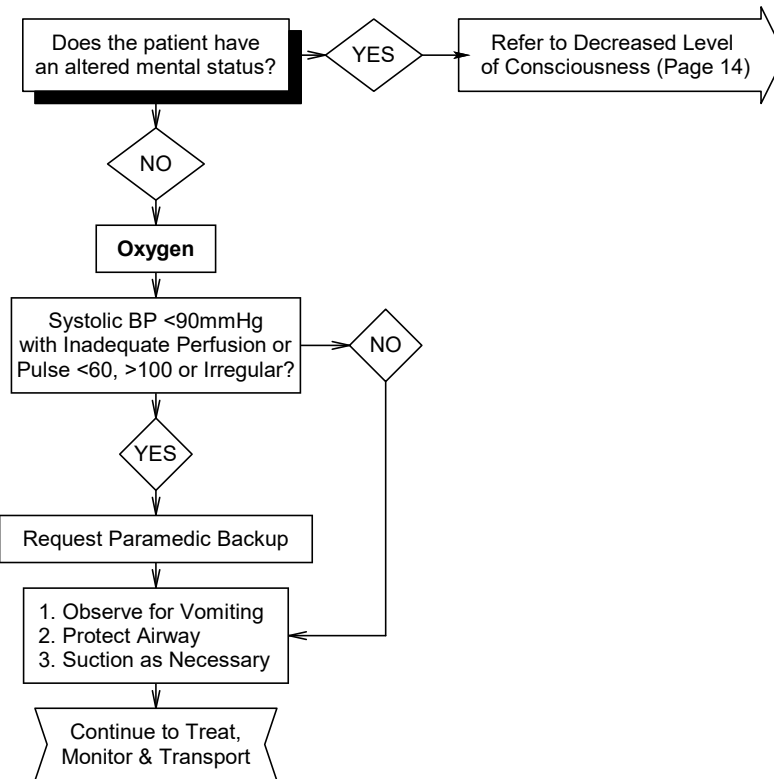 Does the patient have
an altered mental status?
YES
Refer to Decreased Level
of Consciousness (Page 14)
NO
Oxygen
Systolic BP <90mmHg
with Inadequate Perfusion or
Pulse <60, >100 or Irregular?
NO
YES
Request Paramedic Backup
1. Observe for Vomiting
2. Protect Airway
3. Suction as Necessary
Continue to Treat,
Monitor & Transport